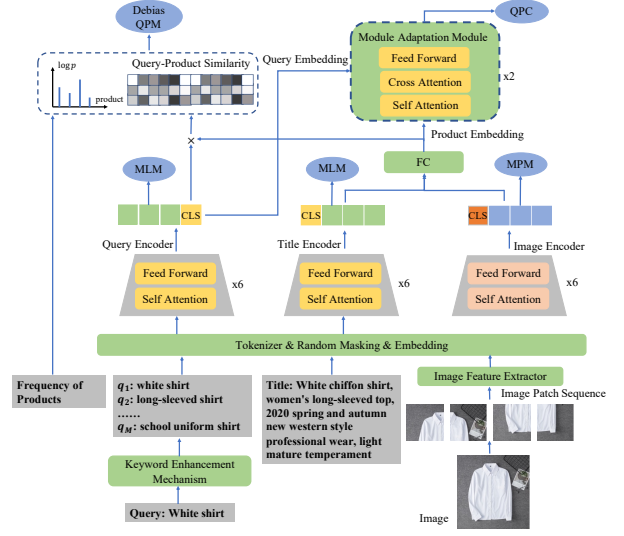 Debias
QPM
QPC
log p
product
Query-Product Similarity
Query Embedding
Module Adaptation Module
Feed Forward
Cross Attention
Self Attention
x2
×
Product Embedding
MLM
MLM
FC
MPM
CLS
CLS
CLS
Query Encoder
Title Encoder
Image Encoder
Feed Forward
Self Attention
x6
Feed Forward
Self Attention
x6
Feed Forward
Self Attention
x6
Tokenizer & Random Masking & Embedding
Image Feature Extractor
Image Patch Sequence
Frequency of
Products
q1: white shirt
q2: long-sleeved shirt
......
qM: school uniform shirt
Title: White chiffon shirt,
women's long-sleeved top,
2020 spring and autumn
new western style
professional wear, light
mature temperament
Keyword Enhancement
Mechanism
Query: White shirt
Image